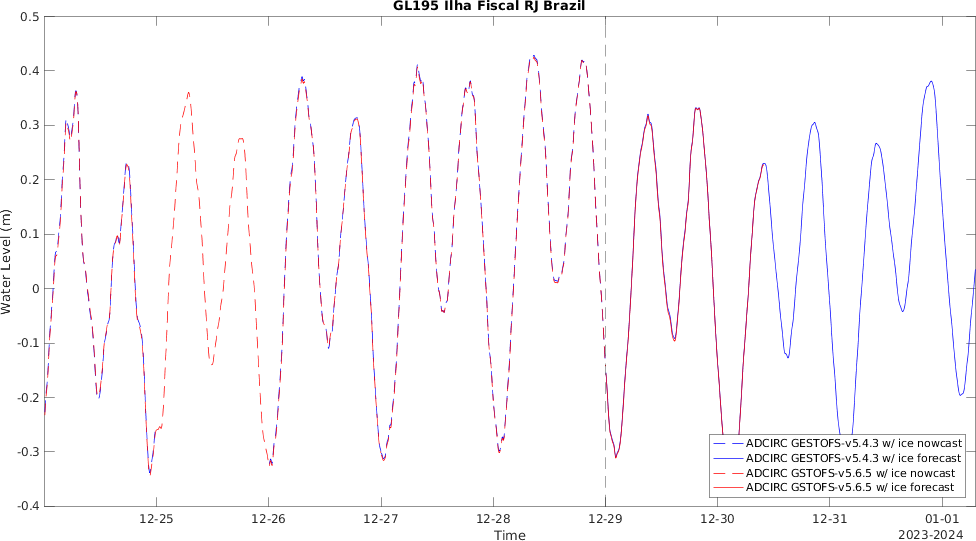 GL195 Ilha Fiscal RJ Brazil
0.5
0.4
0.3
0.2
0.1
0
-0.1
-0.2
-0.3
-0.4
Water Level (m)
ADCIRC GESTOFS-v5.4.3 w/ ice nowcast
ADCIRC GESTOFS-v5.4.3 w/ ice forecast
ADCIRC GSTOFS-v5.6.5 w/ ice nowcast
ADCIRC GSTOFS-v5.6.5 w/ ice forecast
12-25 12-26 12-27 12-28 12-29 12-30 12-31 01-01
Time
2023-2024